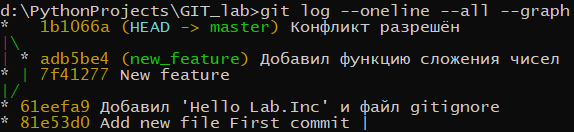 d:\PythonProjects\GIT_lab>git log --oneline --all --graph
*   1b1066a (HEAD -> master) Конфликт разрешён
|\
| * adb5be4 (new_feature) Добавил функцию сложения чисел
* | 7f41277 New feature
|/
* 61eefa9 Добавил 'Hello Lab.Inc' и файл gitignore
* 81e53d0 Add new file First commit |